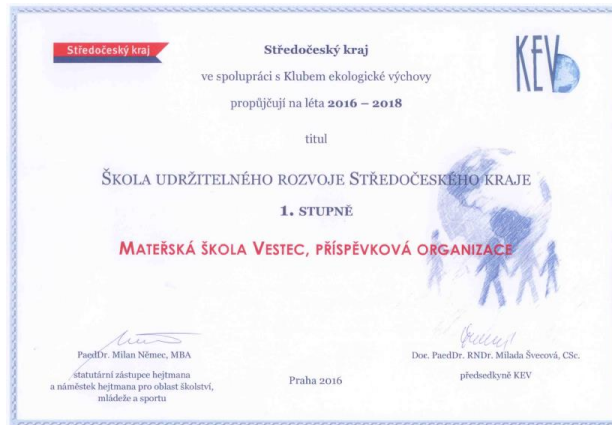 Středočeský kraj
KEV
Středočeský kraj
ve spolupráci s Klubem ekologické výchovy
propůjčují na léta 2016 – 2018
titul
ŠKOLA UDRŽITELNÉHO ROZVOJE STŘEDOČESKÉHO KRAJE
1. STUPNĚ
MATEŘSKÁ ŠKOLA VESTEC, PŘÍSPĚVKOVÁ ORGANIZACE
PaedDr. Milan Němec, MBA
statutární zástupce hejtmana
a náměstek hejtmana pro oblast školství,
mládeže a sportu
Praha 2016
Doc. PaedDr. RNDr. Milada Švecová, CSc.
předsedkyně KEV